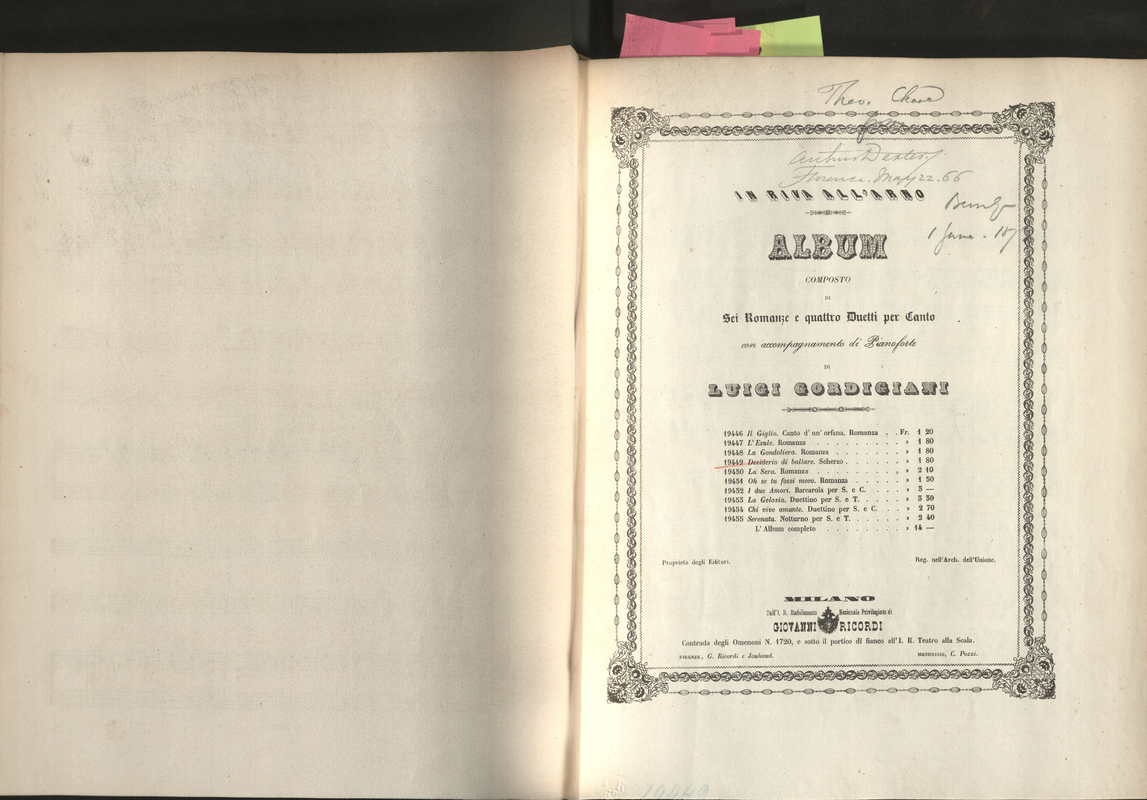 Theo. Chase
from
Arthur Dexter
Florence. May 22. 66
IN RIVA ALL'ARNO
1 June . 187
ALBUM
COMPOSTO
DI
Sei Romanze e quattro Duetti per Canto
con accompagnamento di Pianoforte
DI
LUIGI GORDIGIANI
19446 Il Giglio. Canto d'un'orfana. Romanza . . Fr. 1 20
19447 L'Esule. Romanza . . . . . . . . . » 1 80
19448 La Gondoliera. Romanza . . . . . . . » 1 80
19449 Desiderio di ballare. Scherzo . . . . . . » 1 80
19450 La Sera. Romanza . . . . . . . . . » 2 10
19451 Oh se tu fossi meco. Romanza . . . . . » 1 50
19452 I due Amori. Barcarola per S. e C. . . . . » 3 —
19453 La Gelosia. Duettino per S. e T. . . . . . » 3 30
19454 Chi vive amante. Duettino per S. e C. . . . » 2 70
19455 Serenata. Notturno per S. e T. . . . . . » 2 40
L'Album completo . . . . . . . . » 14 —
Proprietà degli Editori. Reg. nell'Arch. dell'Unione.
MILANO
Dall'I. R. Stabilimento Nazionale Privilegiato di
GIOVANNI RICORDI
Contrada degli Omenoni N. 1720, e sotto il portico di fianco all'I. R. Teatro alla Scala.
FIRENZE, G. Ricordi e Jouhaud. MENDRISIO, C. Pozzi.
19449